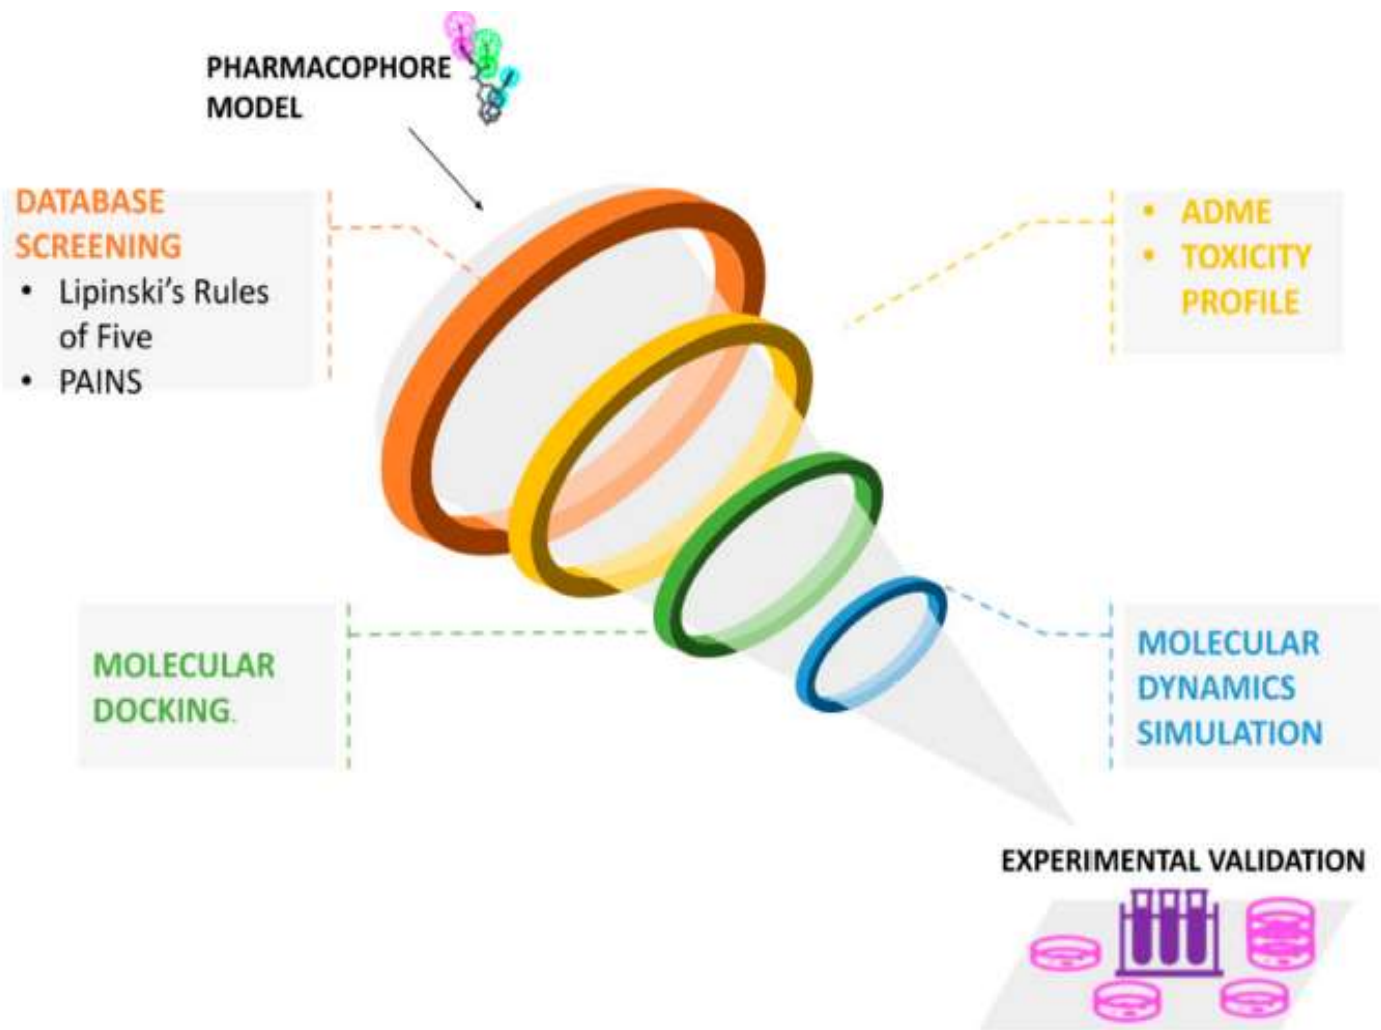 PHARMACOPHORE
MODEL
DATABASE
SCREENING
• Lipinski's Rules
of Five
• PAINS
• ADME
• TOXICITY
PROFILE
MOLECULAR
DOCKING.
MOLECULAR
DYNAMICS
SIMULATION
EXPERIMENTAL VALIDATION